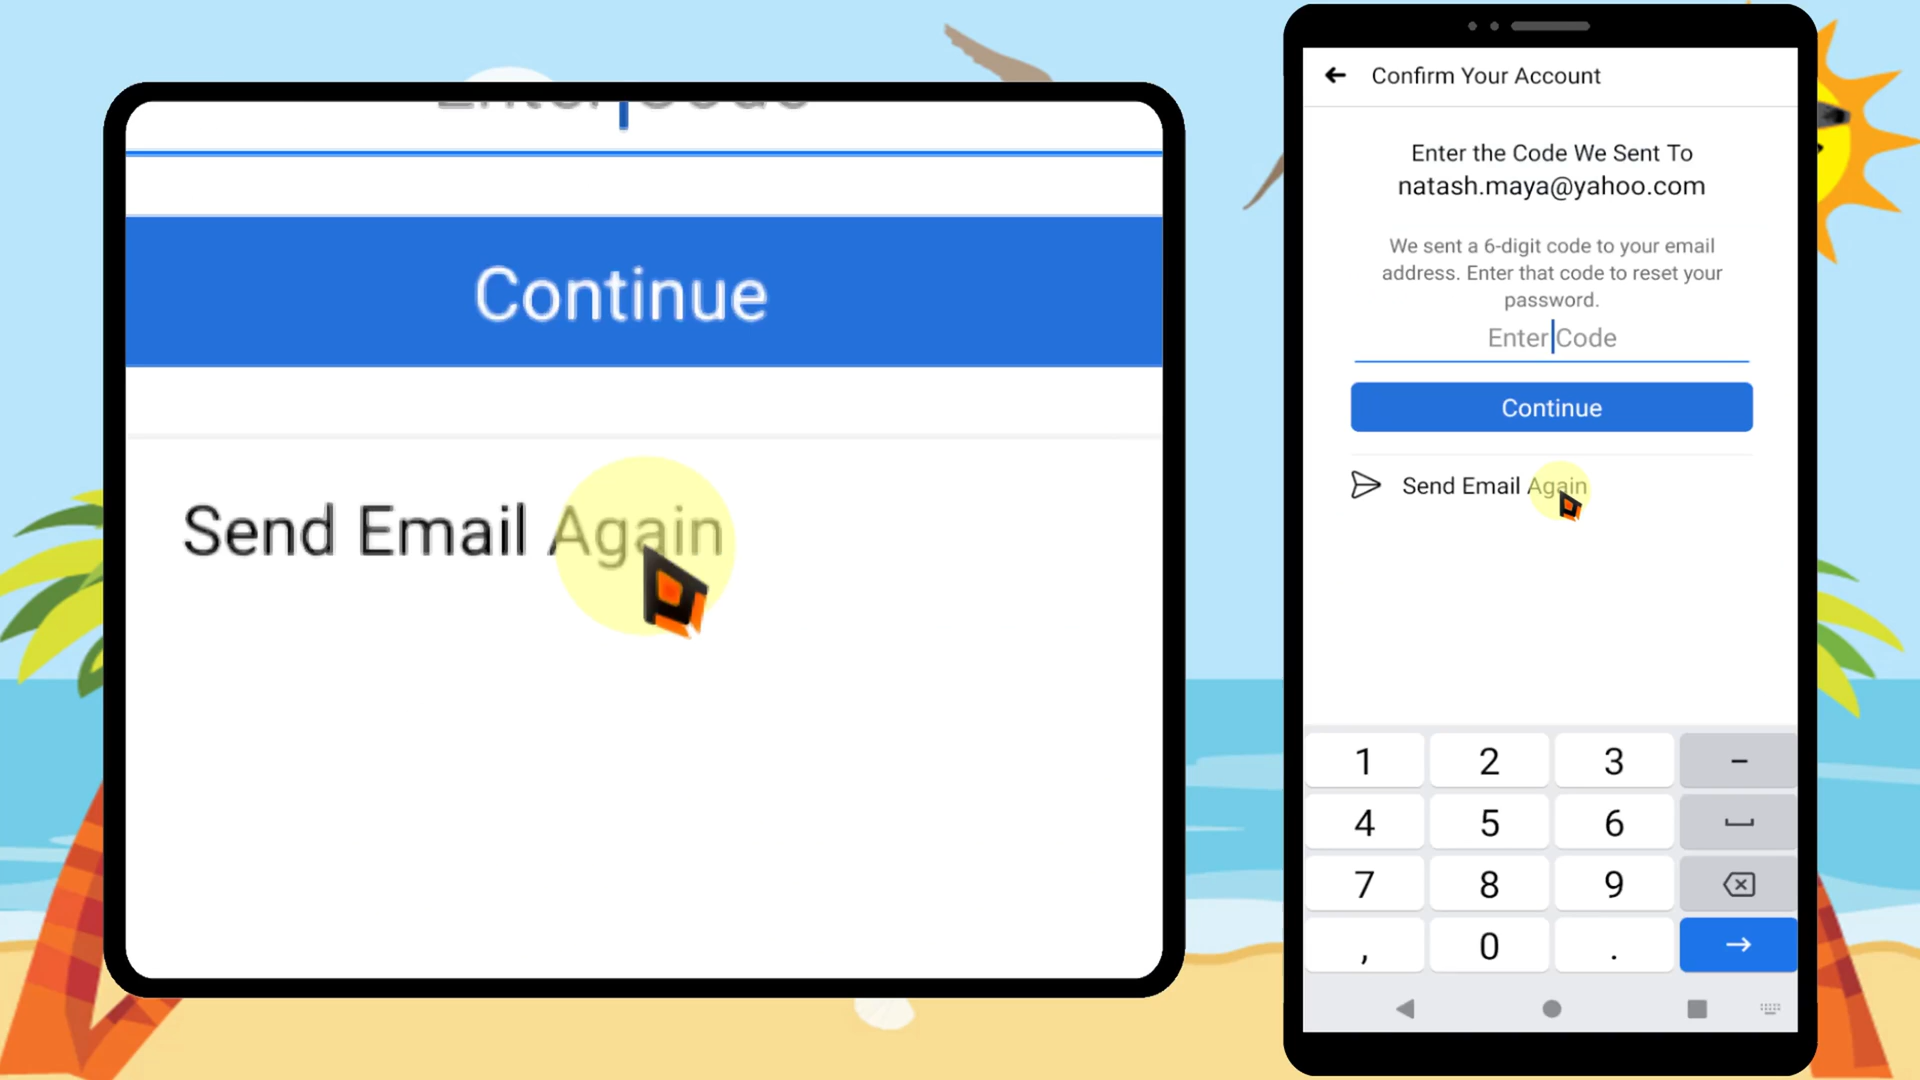 Enter Code
Continue
Send Email Again
Confirm Your Account
Enter the Code We Sent To
natash.maya@yahoo.com
We sent a 6-digit code to your email
address. Enter that code to reset your
password.
Enter Code
Continue
Send Email Again
1 2 3 -
4 5 6
7 8 9
, 0 .